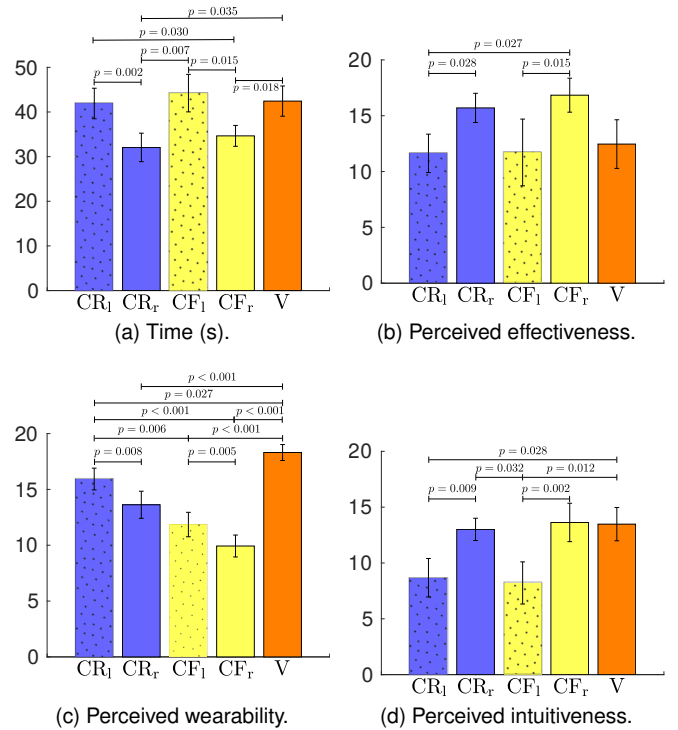 p = 0.035
p = 0.030
p = 0.007
p = 0.002
p = 0.015
p = 0.018
50
40
30
20
10
0
CRl CRr CFl CFr V
(a) Time (s).
p = 0.027
p = 0.028
p = 0.015
20
15
10
5
0
CRl CRr CFl CFr V
(b) Perceived effectiveness.
p < 0.001
p = 0.027
p < 0.001 p < 0.001
p = 0.006 p < 0.001
p = 0.008 p = 0.005
20
15
10
5
0
CRl CRr CFl CFr V
(c) Perceived wearability.
p = 0.028
p = 0.032 p = 0.012
p = 0.009 p = 0.002
20
15
10
5
0
CRl CRr CFl CFr V
(d) Perceived intuitiveness.